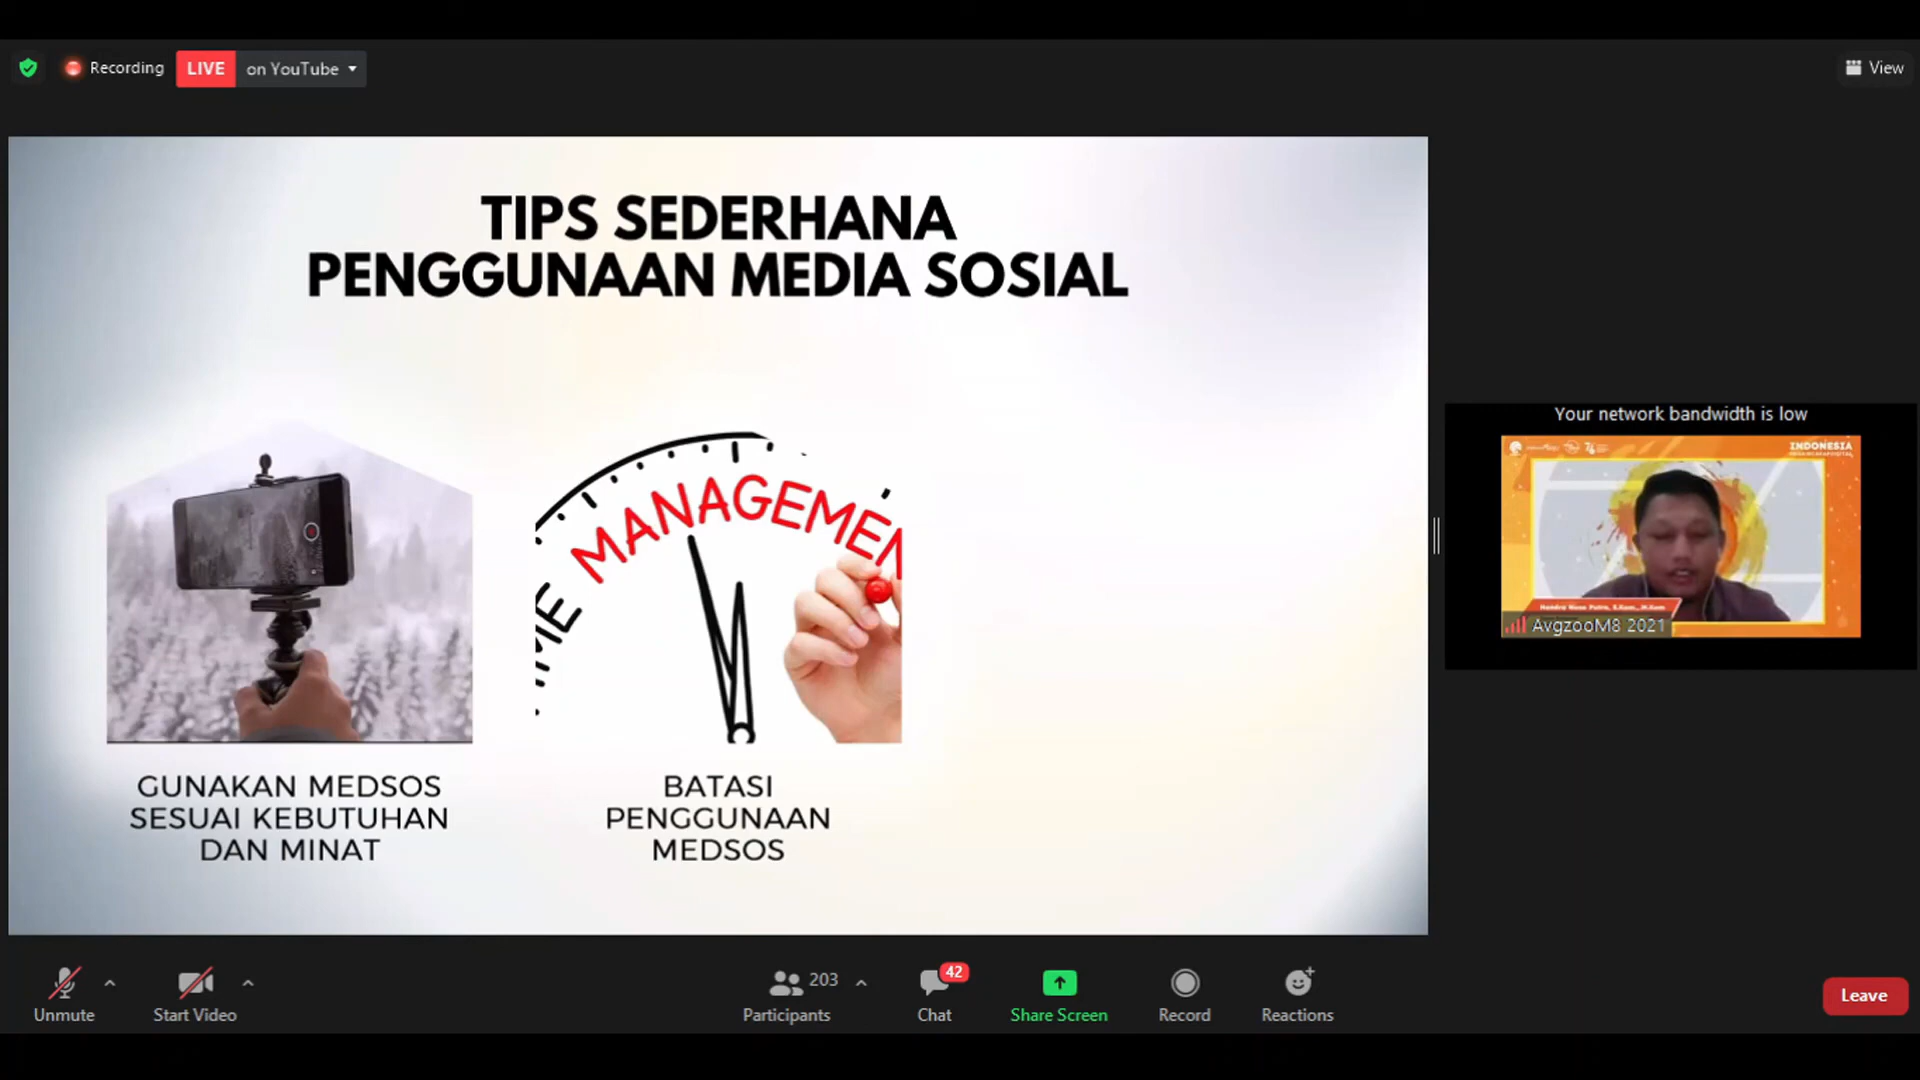 Recording
LIVE on YouTube
View
TIPS SEDERHANA
PENGGUNAAN MEDIA SOSIAL
MANAGEMEN
GUNAKAN MEDSOS
SESUAI KEBUTUHAN
DAN MINAT
BATASI
PENGGUNAAN
MEDSOS
Your network bandwidth is low
INDONESIA
AvgzooM8 2021
Unmute
Start Video
203
Participants
42
Chat
Share Screen
Record
Reactions
Leave